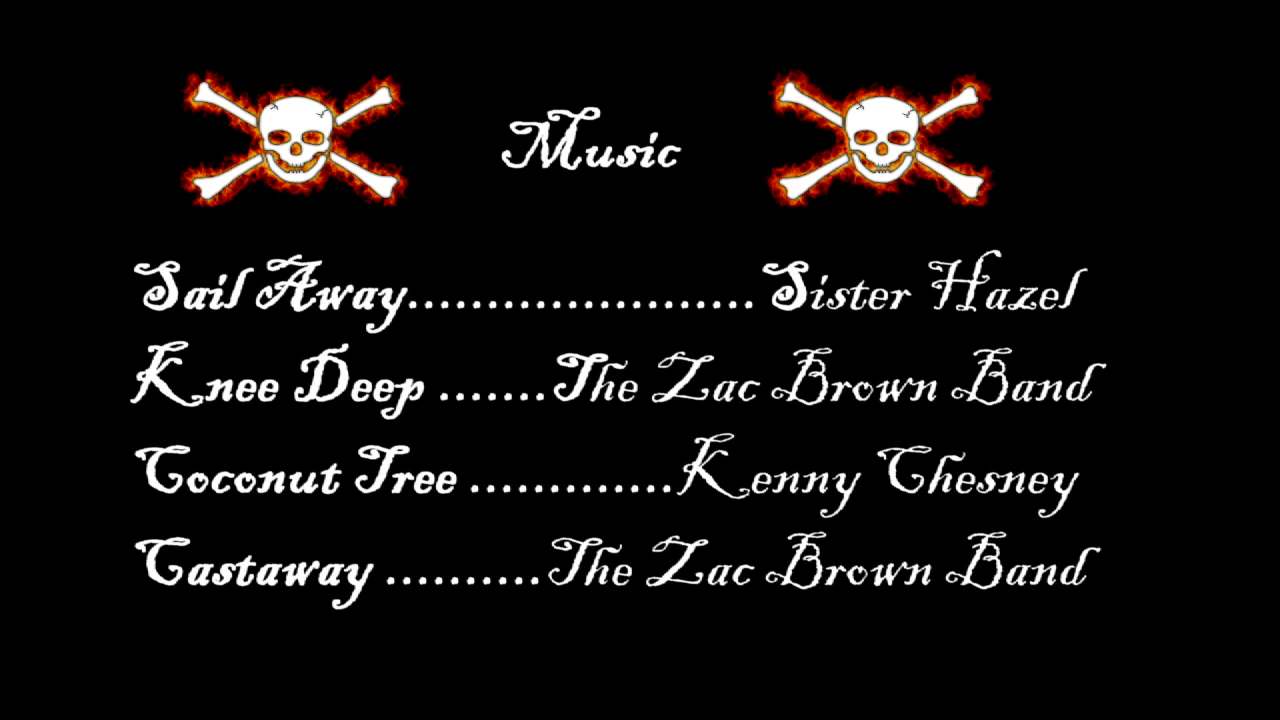 Music
Sail Away...................... Sister Hazel
Knee Deep .......The Zac Brown Band
Coconut Tree .............Kenny Chesney
Castaway ..........The Zac Brown Band